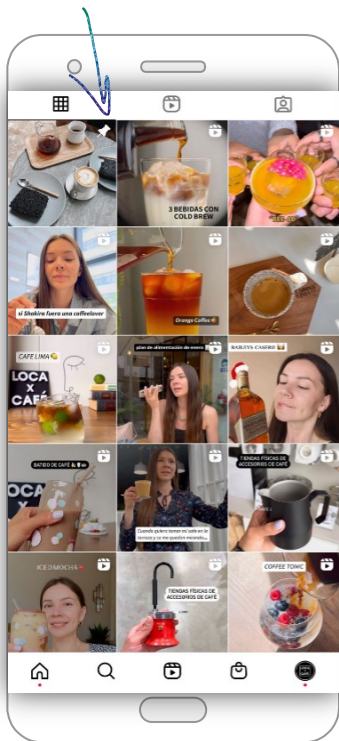 3 BEBIDAS CON
COLD BREW
si Shakira fuera una coffeelover
Orange Coffee
CAFE LIMA
LOCA
X
CAFÉ
plan de alimentación de enero
BAILEYS CASERO
BATIDO DE CAFÉ
OCA
Cuando quiero tomar mi café en la
terraza y se me quedan mirando...
TIENDAS FÍSICAS DE
ACCESORIOS DE CAFÉ
ICED MOCHA
TIENDAS FÍSICAS DE
ACCESORIOS DE CAFÉ
COFFEE TONIC